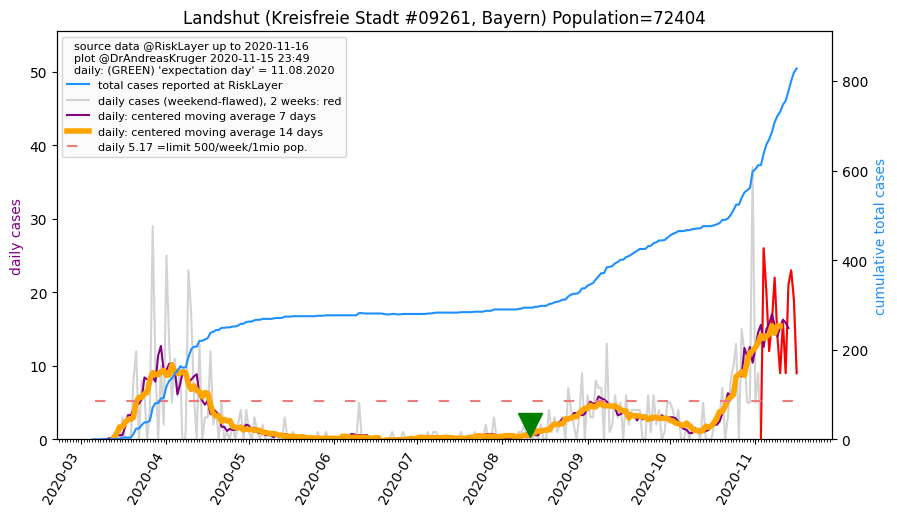 Landshut (Kreisfreie Stadt #09261, Bayern) Population=72404
source data @RiskLayer up to 2020-11-16
plot @DrAndreasKruger 2020-11-15 23:49
daily: (GREEN) 'expectation day' = 11.08.2020
total cases reported at RiskLayer
daily cases (weekend-flawed), 2 weeks: red
daily: centered moving average 7 days
daily: centered moving average 14 days
daily 5.17 =limit 500/week/1mio pop.
daily cases
50
40
30
20
10
0
cumulative total cases
800
600
400
200
0
2020-03
2020-04
2020-05
2020-06
2020-07
2020-08
2020-09
2020-10
2020-11